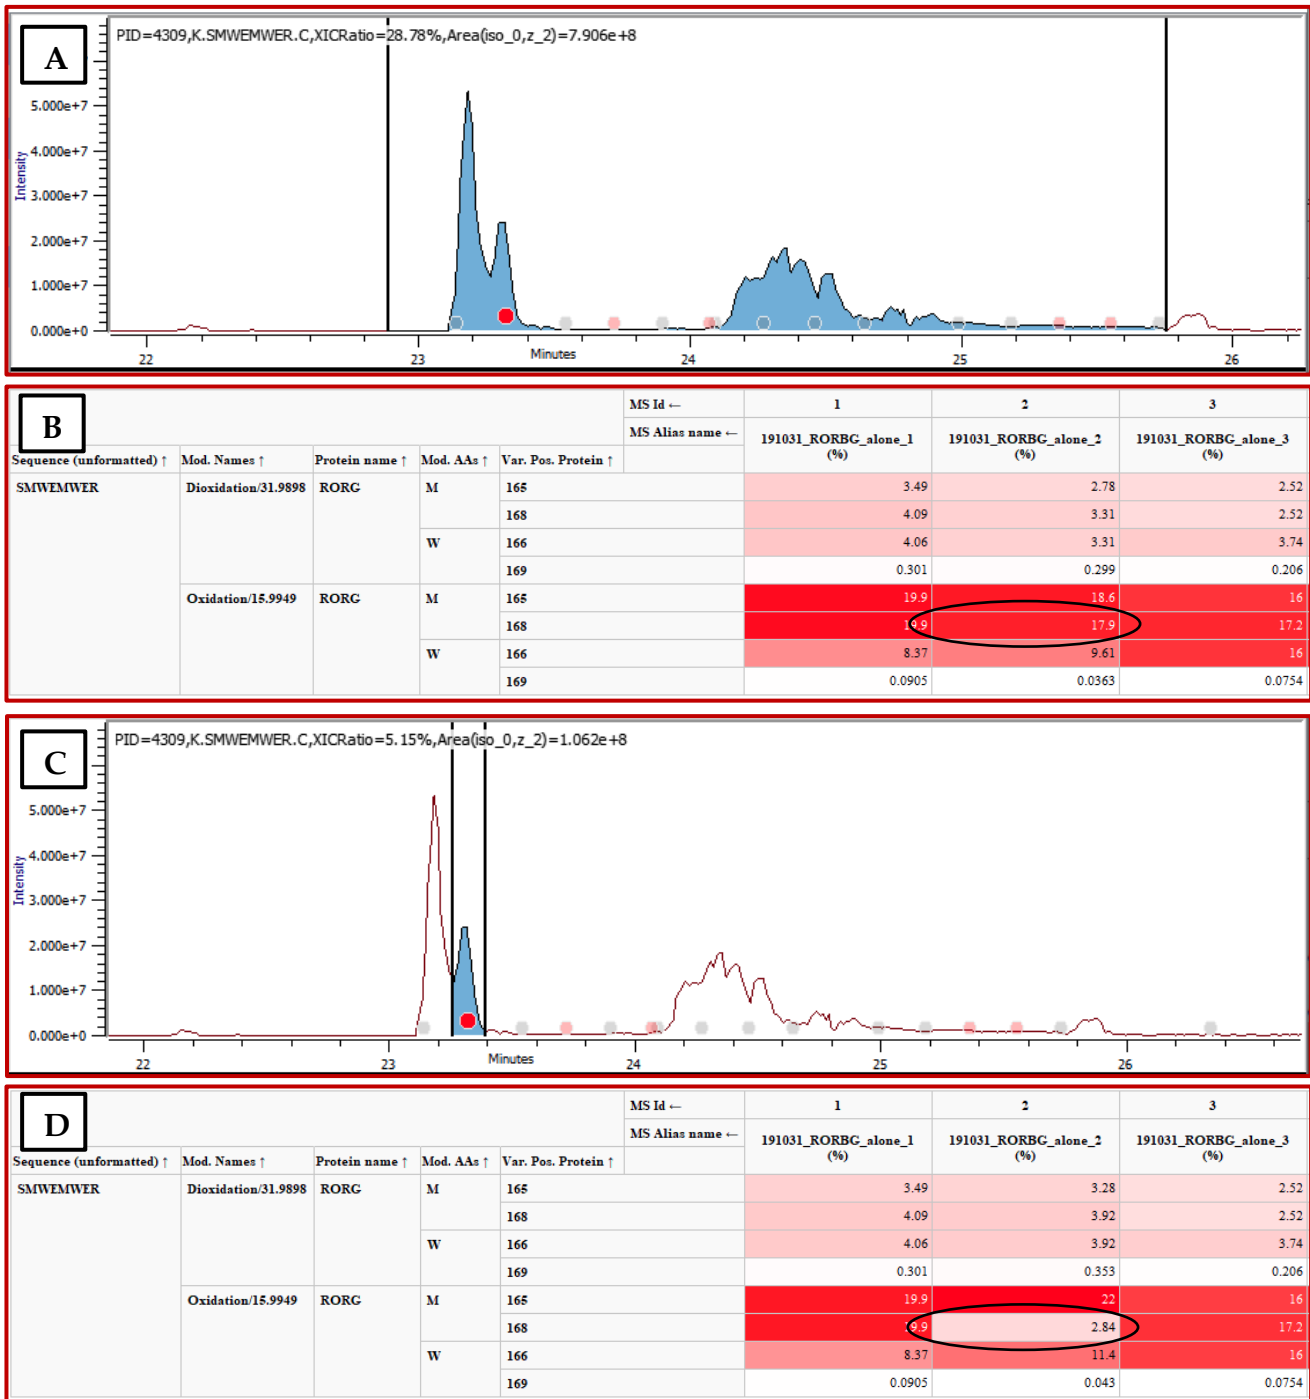 A
PID=4309,K.SMWEMWER.C,XICRatio=28.78%,Area(iso_0,z_2)=7.906e+8
Intensity
5.000e+7
4.000e+7
3.000e+7
2.000e+7
1.000e+7
0.000e+0
22 23 24 25 26
Minutes
B
MS Id ← 1 2 3
MS Alias name ← 191031_RORBG_alone_1 (%) 191031_RORBG_alone_2 (%) 191031_RORBG_alone_3 (%)
Sequence (unformatted) ↑ Mod. Names ↑ Protein name ↑ Mod. AAs ↑ Var. Pos. Protein ↑
SMWEMWER Dioxidation/31.9898 RORG M 165 3.49 2.78 2.52
168 4.09 3.31 2.52
W 166 4.06 3.31 3.74
169 0.301 0.299 0.206
Oxidation/15.9949 RORG M 165 19.9 18.6 16
168 19.9 17.9 17.2
W 166 8.37 9.61 16
169 0.0905 0.0363 0.0754
C
PID=4309,K.SMWEMWER.C,XICRatio=5.15%,Area(iso_0,z_2)=1.062e+8
Intensity
5.000e+7
4.000e+7
3.000e+7
2.000e+7
1.000e+7
0.000e+0
22 23 24 25 26
Minutes
D
MS Id ← 1 2 3
MS Alias name ← 191031_RORBG_alone_1 (%) 191031_RORBG_alone_2 (%) 191031_RORBG_alone_3 (%)
Sequence (unformatted) ↑ Mod. Names ↑ Protein name ↑ Mod. AAs ↑ Var. Pos. Protein ↑
SMWEMWER Dioxidation/31.9898 RORG M 165 3.49 3.28 2.52
168 4.09 3.92 2.52
W 166 4.06 3.92 3.74
169 0.301 0.353 0.206
Oxidation/15.9949 RORG M 165 19.9 22 16
168 19.9 2.84 17.2
W 166 8.37 11.4 16
169 0.0905 0.043 0.0754